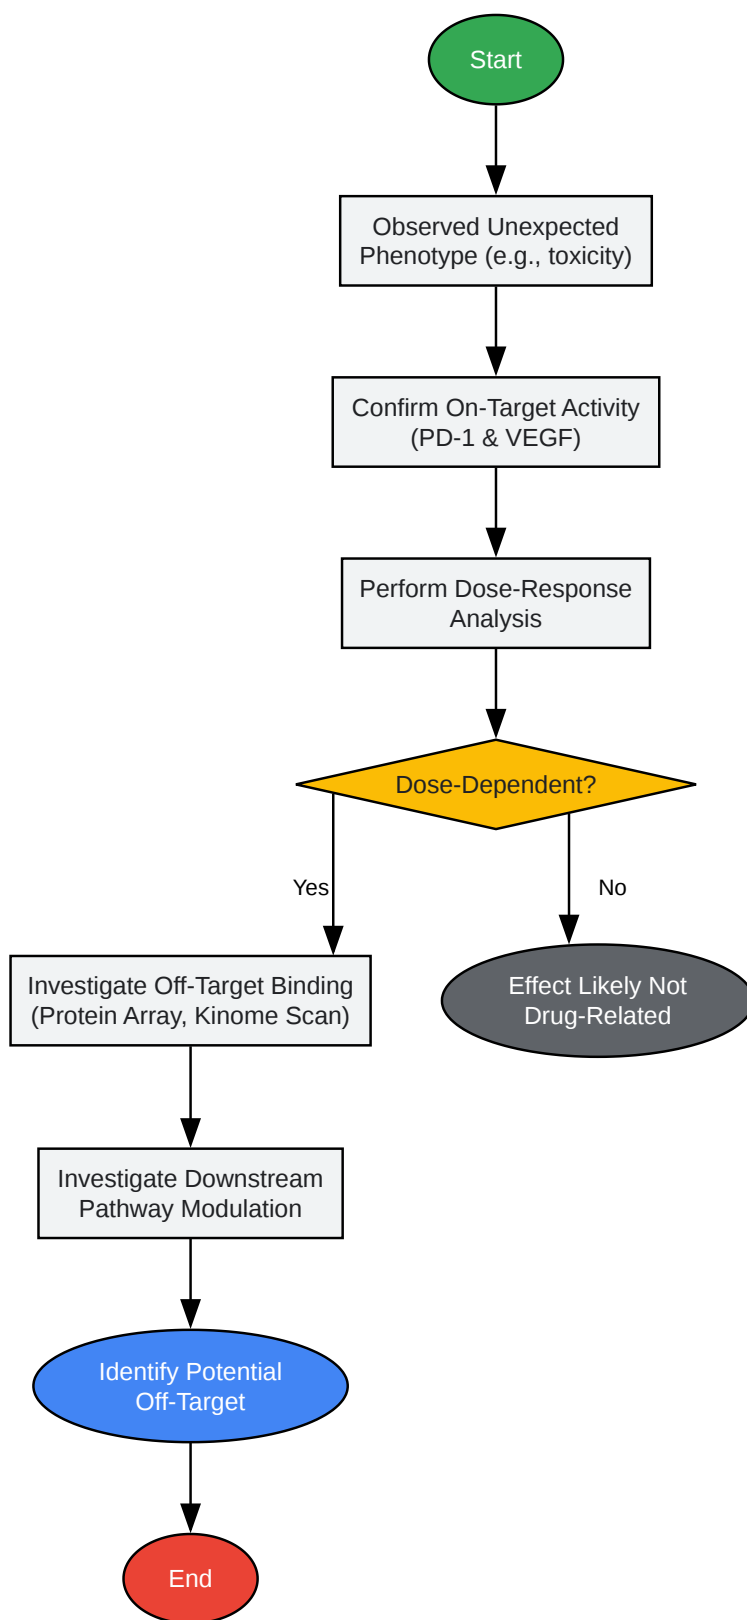 Start
Observed Unexpected
Phenotype (e.g., toxicity)
Confirm On-Target Activity
(PD-1 & VEGF)
Perform Dose-Response
Analysis
Dose-Dependent?
Yes
No
Investigate Off-Target Binding
(Protein Array, Kinome Scan)
Effect Likely Not
Drug-Related
Investigate Downstream
Pathway Modulation
Identify Potential
Off-Target
End